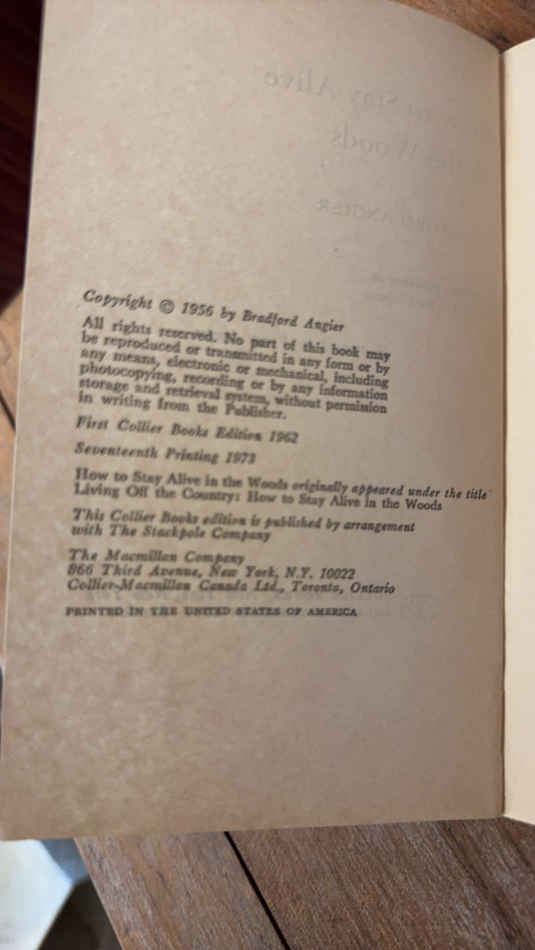 Copyright © 1956 by Bradford Angier
All rights reserved. No part of this book may
be reproduced or transmitted in any form or by
any means, electronic or mechanical, including
photocopying, recording or by any information
storage and retrieval system, without permission
in writing from the Publisher.
First Collier Books Edition 1962
Seventeenth Printing 1973
How to Stay Alive in the Woods originally appeared under the title
Living Off the Country: How to Stay Alive in the Woods
This Collier Books edition is published by arrangement
with The Stackpole Company
The Macmillan Company
866 Third Avenue, New York, N.Y. 10022
Collier-Macmillan Canada Ltd., Toronto, Ontario
PRINTED IN THE UNITED STATES OF AMERICA